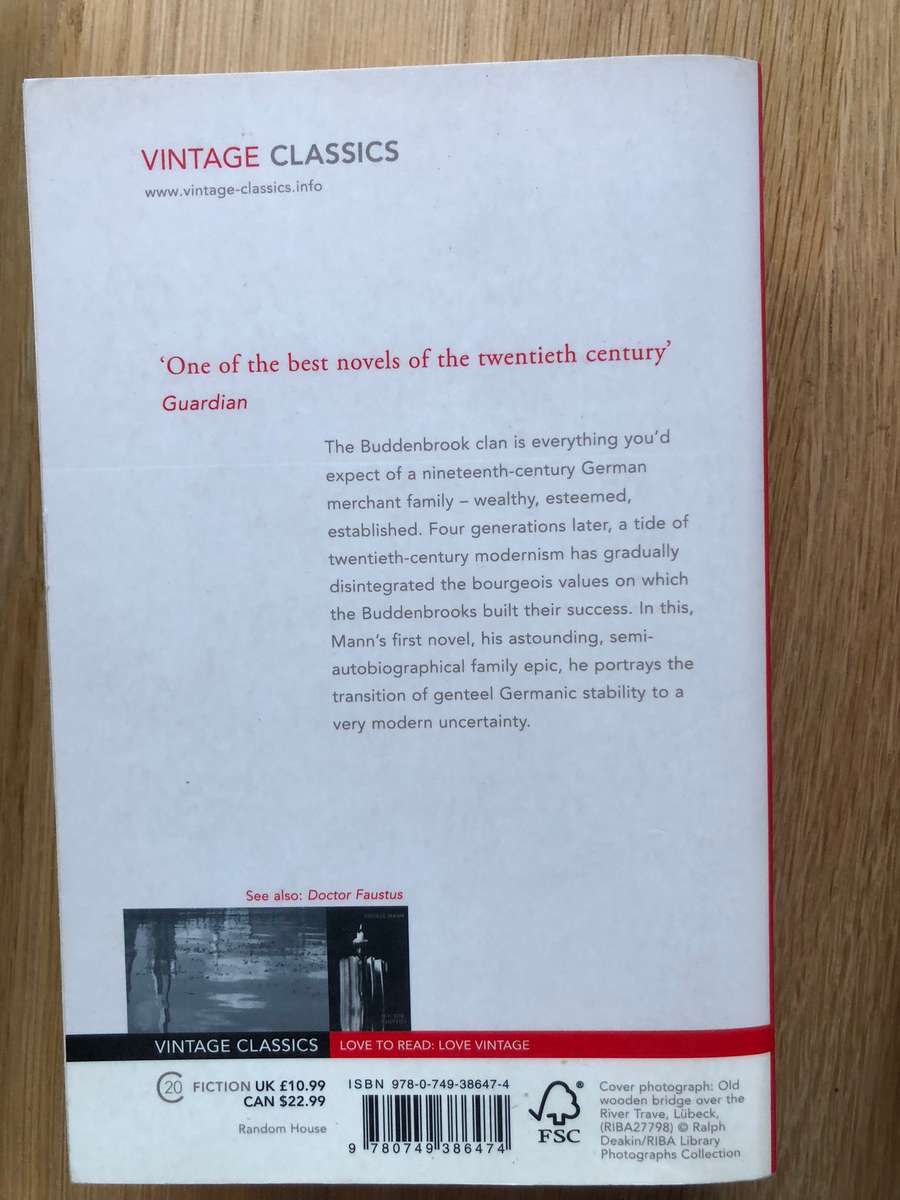 VINTAGE CLASSICS
www.vintage-classics.info
‘One of the best novels of the twentieth century’
Guardian
The Buddenbrook clan is everything you’d
expect of a nineteenth-century German
merchant family – wealthy, esteemed,
established. Four generations later, a tide of
twentieth-century modernism has gradually
disintegrated the bourgeois values on which
the Buddenbrooks built their success. In this,
Mann’s first novel, his astounding, semi-
autobiographical family epic, he portrays the
transition of genteel Germanic stability to a
very modern uncertainty.
See also: Doctor Faustus
VINTAGE CLASSICS
LOVE TO READ: LOVE VINTAGE
20 FICTION UK £10.99
CAN $22.99
Random House
ISBN 978-0-749-38647-4
9 780749 386474
FSC
®
Cover photograph: Old
wooden bridge over the
River Trave, Lübeck,
(RIBA27798) © Ralph
Deakin/RIBA Library
Photographs Collection